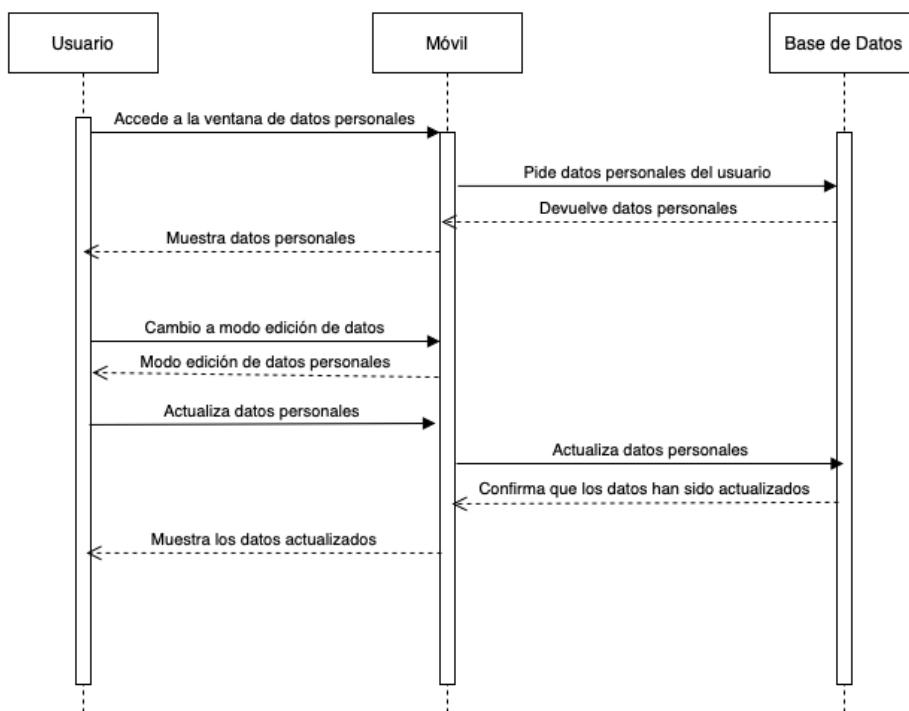 Usuario
Móvil
Base de Datos
Accede a la ventana de datos personales
Pide datos personales del usuario
Devuelve datos personales
Muestra datos personales
Cambio a modo edición de datos
Modo edición de datos personales
Actualiza datos personales
Actualiza datos personales
Confirma que los datos han sido actualizados
Muestra los datos actualizados